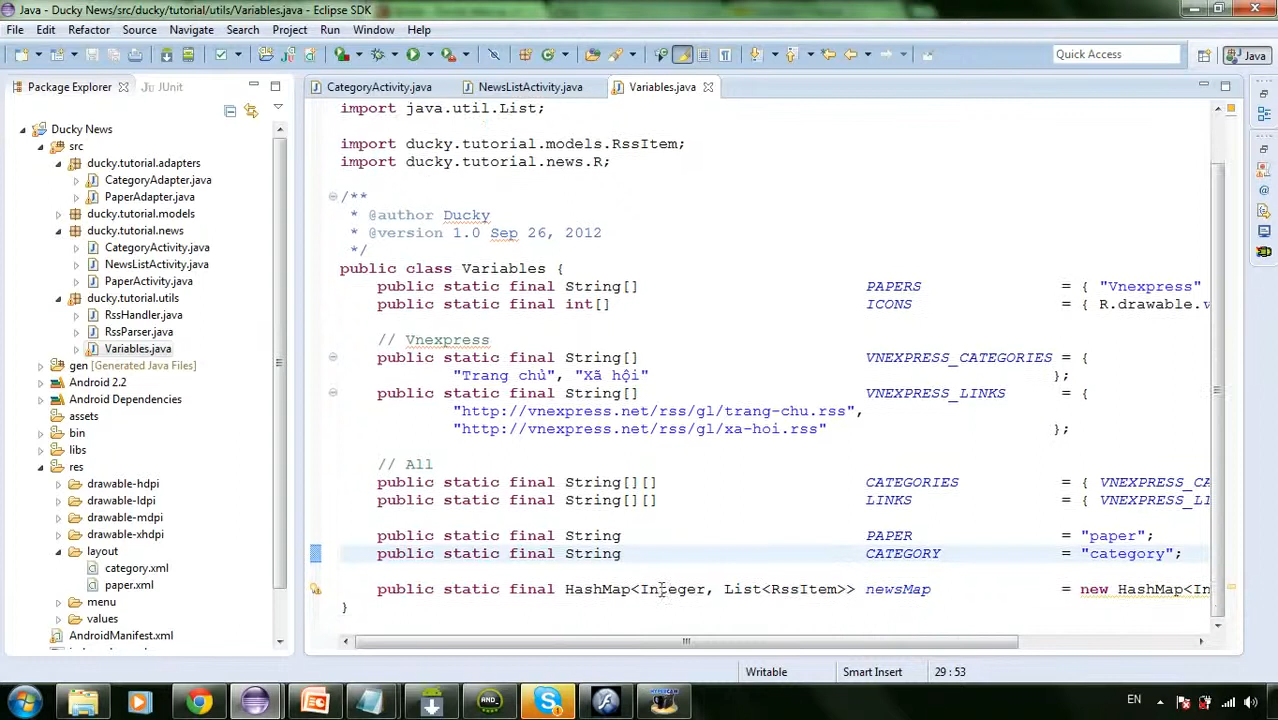 Java - Ducky News/src/ducky/tutorial/utils/Variables.java - Eclipse SDK
File Edit Refactor Source Navigate Search Project Run Window Help
Quick Access Java
Package Explorer JUnit
CategoryActivity.java NewsListActivity.java Variables.java
Ducky News
src
ducky.tutorial.adapters
CategoryAdapter.java
PaperAdapter.java
ducky.tutorial.models
ducky.tutorial.news
CategoryActivity.java
NewsListActivity.java
PaperActivity.java
ducky.tutorial.utils
RssHandler.java
RssParser.java
Variables.java
gen [Generated Java Files]
Android 2.2
Android Dependencies
assets
bin
libs
res
drawable-hdpi
drawable-ldpi
drawable-mdpi
drawable-xhdpi
layout
category.xml
paper.xml
menu
values
AndroidManifest.xml
import java.util.List;
import ducky.tutorial.models.RssItem;
import ducky.tutorial.news.R;
/**
* @author Ducky
* @version 1.0 Sep 26, 2012
*/
public class Variables {
public static final String[] PAPERS = { "Vnexpress"
public static final int[] ICONS = { R.drawable.v
// Vnexpress
public static final String[] VNEXPRESS_CATEGORIES = {
"Trang chủ", "Xã hội" };
public static final String[] VNEXPRESS_LINKS = {
"http://vnexpress.net/rss/gl/trang-chu.rss",
"http://vnexpress.net/rss/gl/xa-hoi.rss" };
// All
public static final String[][] CATEGORIES = { VNEXPRESS_CA
public static final String[][] LINKS = { VNEXPRESS_LI
public static final String PAPER = "paper";
public static final String CATEGORY = "category";
public static final HashMap<Integer, List<RssItem>> newsMap = new HashMap<In
}
Writable Smart Insert 29 : 53
EN